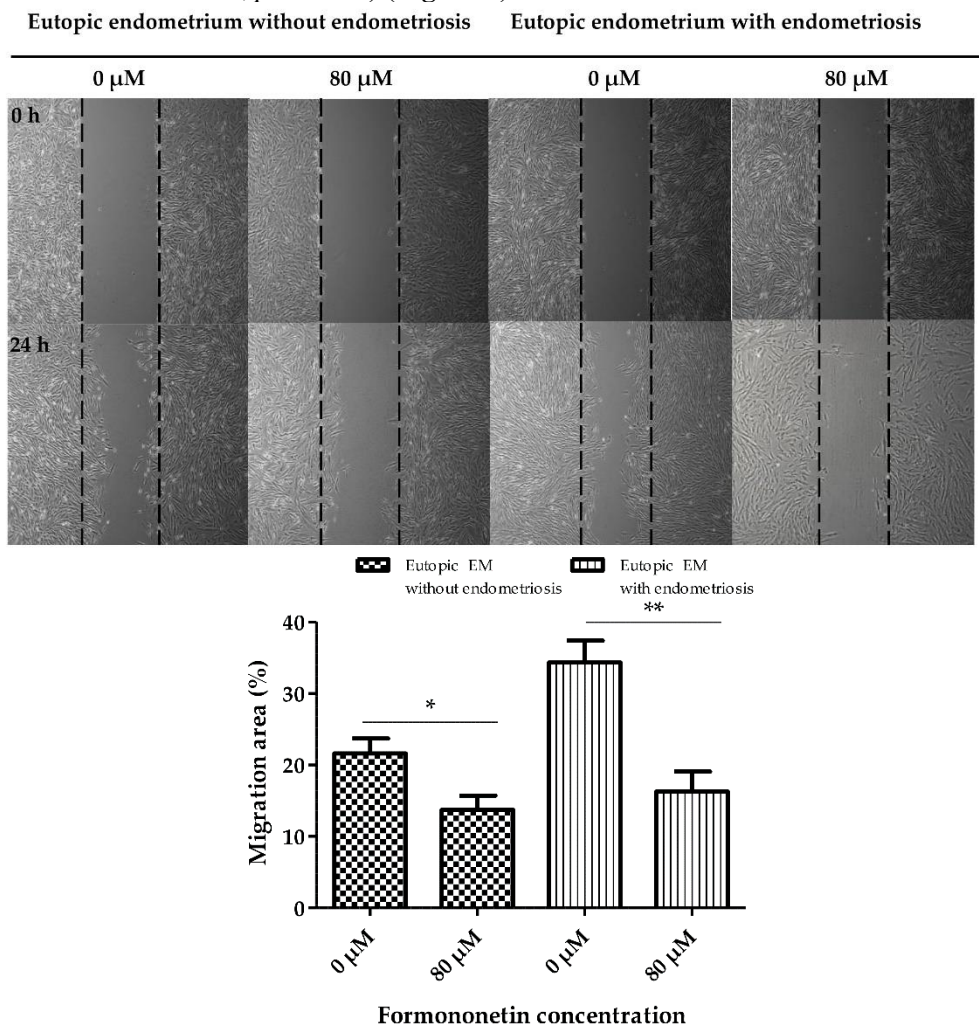 Eutopic endometrium without endometriosis Eutopic endometrium with endometriosis
0 μM 80 μM 0 μM 80 μM
0 h
24 h
Eutopic EM without endometriosis
Eutopic EM with endometriosis
**
*
40
30
20
10
0
Migration area (%)
0 μM 80 μM 0 μM 80 μM
Formononetin concentration